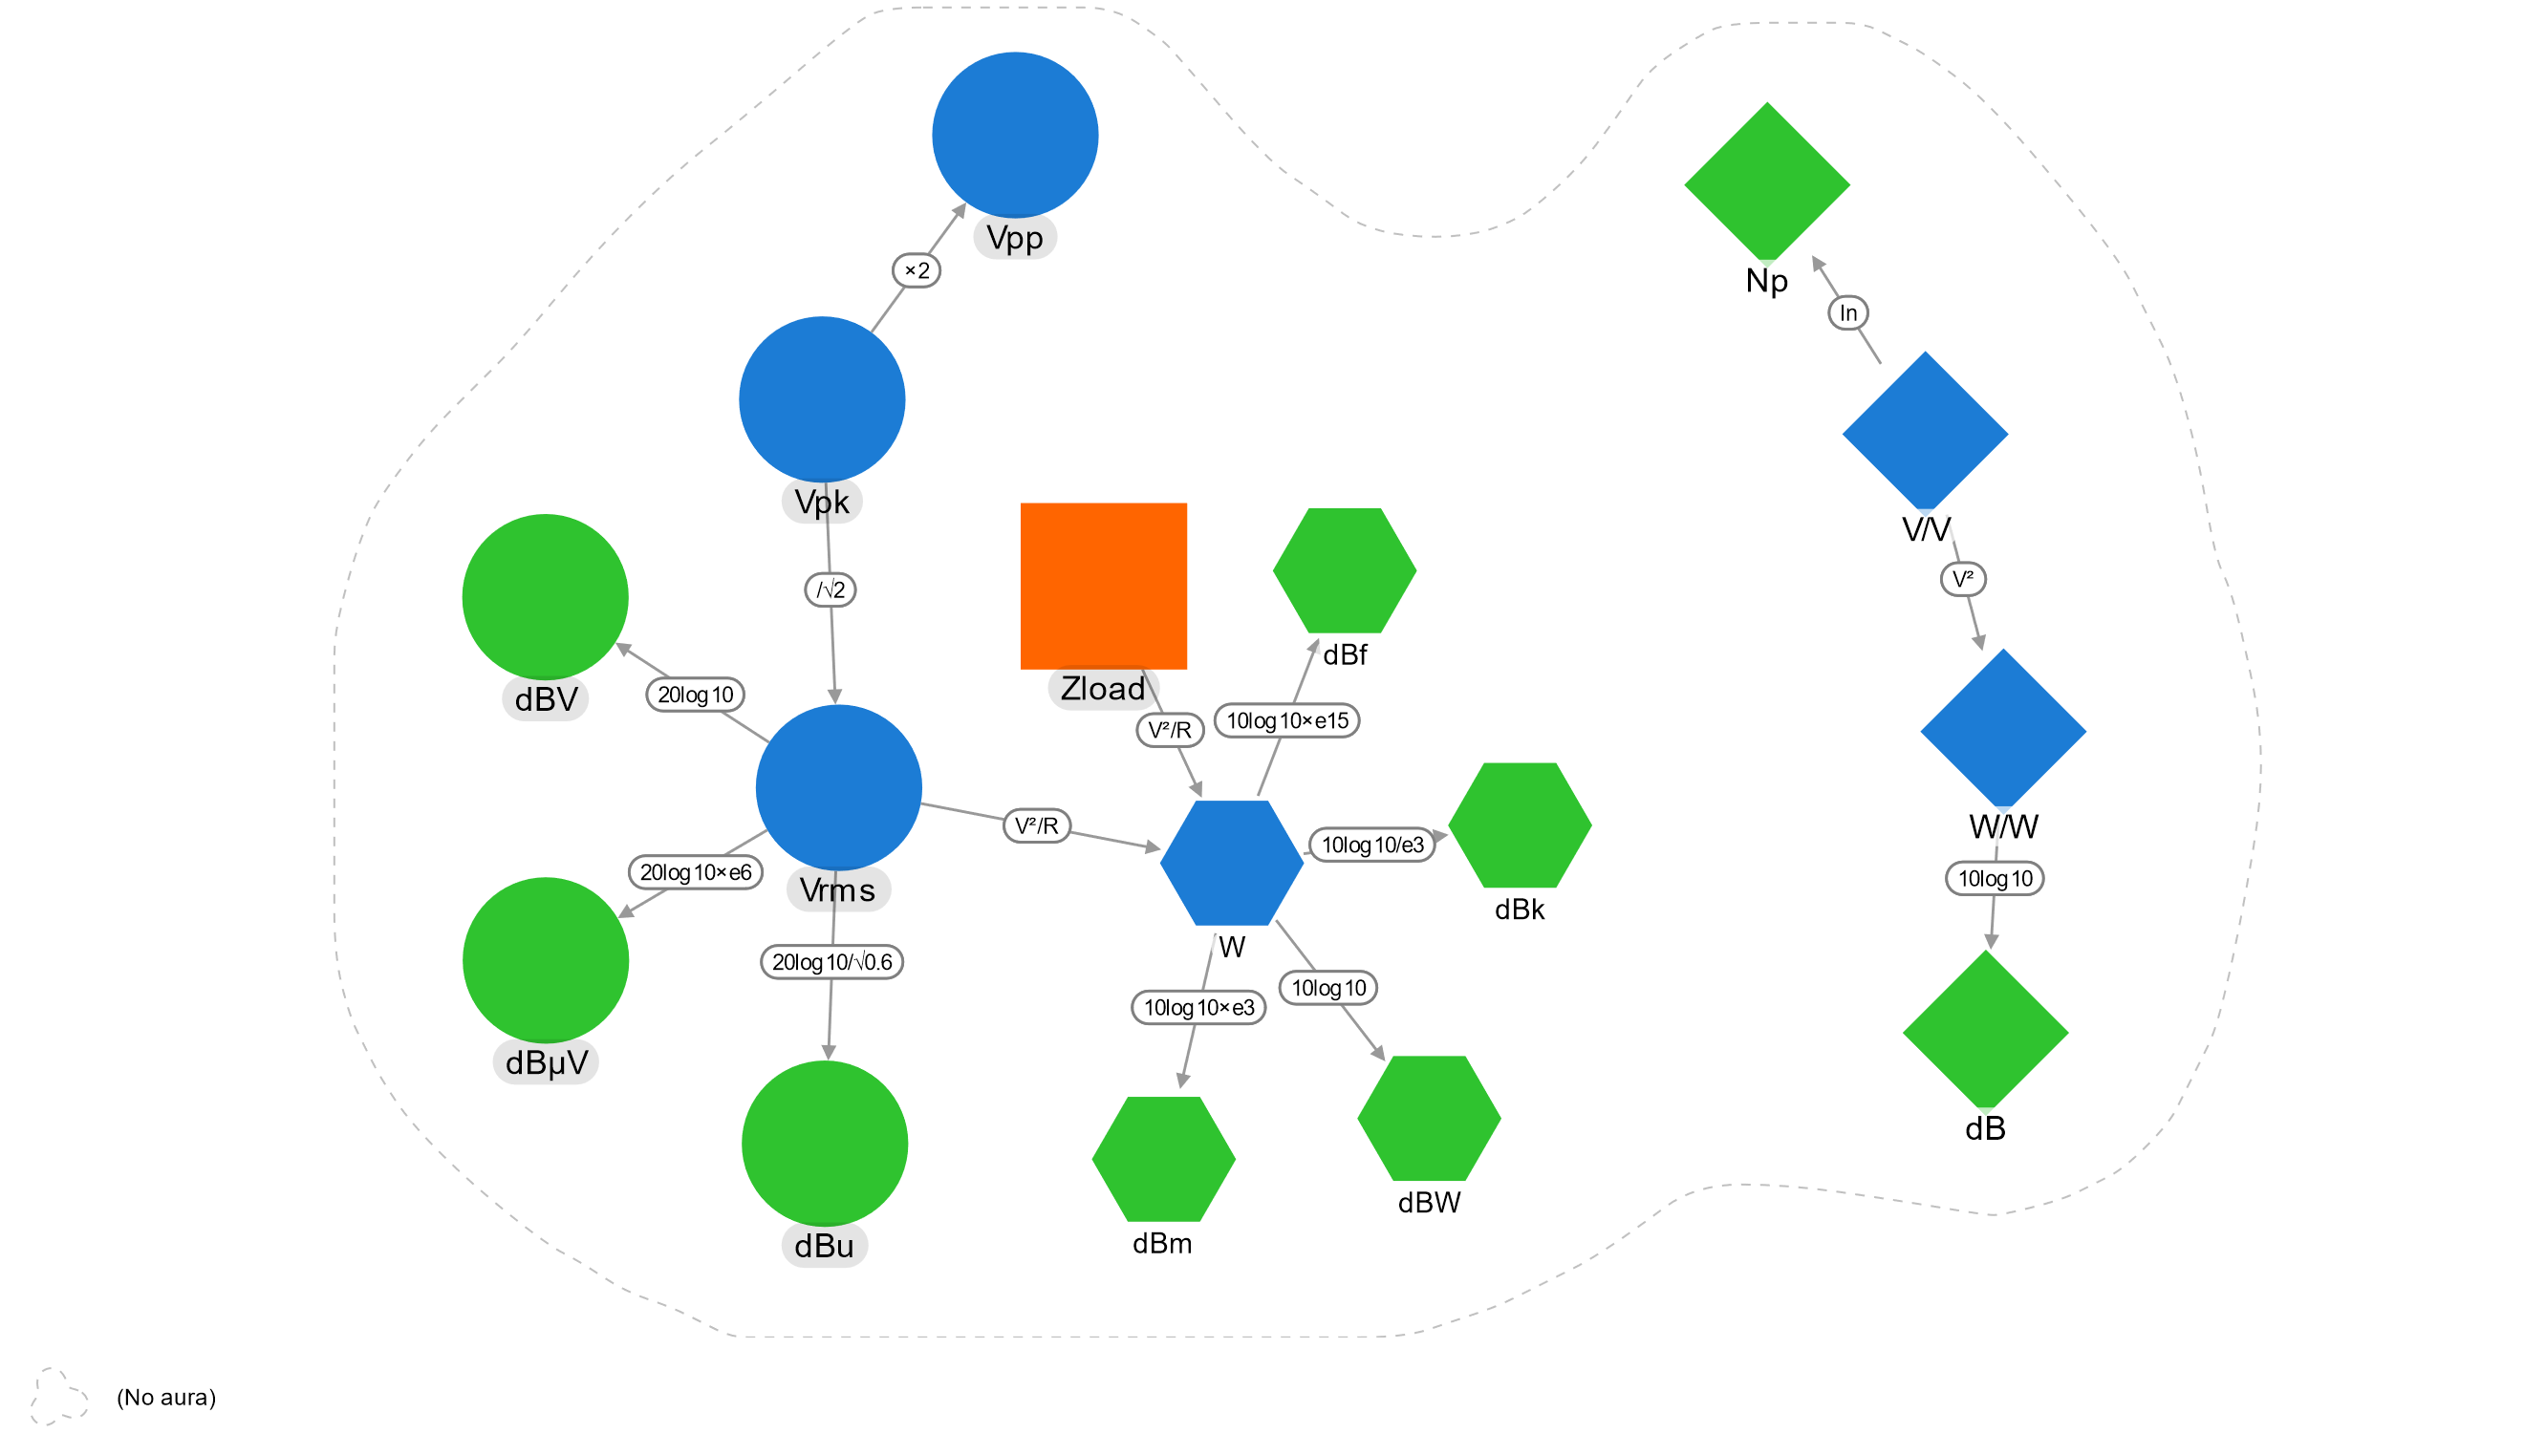 Vpp
×2
Np
ln
Vpk
V/V
/√2
V²
dBV
20log10
Zload
V²/R
dBf
10log10×e15
W/W
10log10
Vrms
V²/R
10log10/e3
dBk
20log10×e6
dBµV
20log10/√0.6
W
10log10×e3
10log10
dB
dBu
dBm
dBW
(No aura)